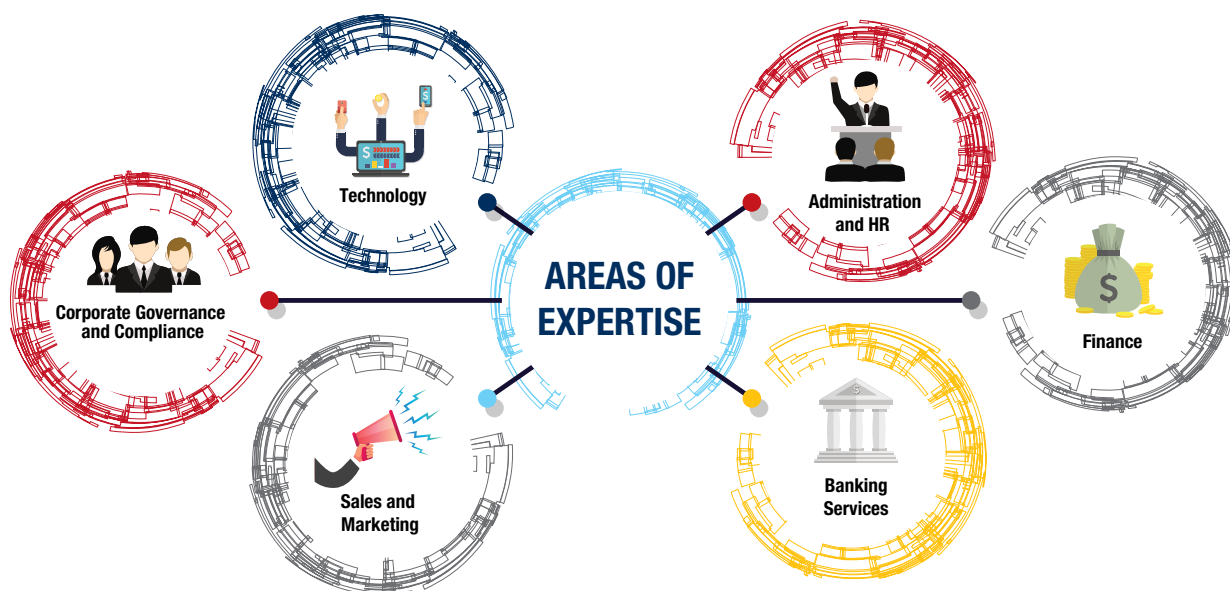 Technology
Administration
and HR
Corporate Governance
and Compliance
AREAS OF
EXPERTISE
$
Finance
Sales and
Marketing
Banking
Services